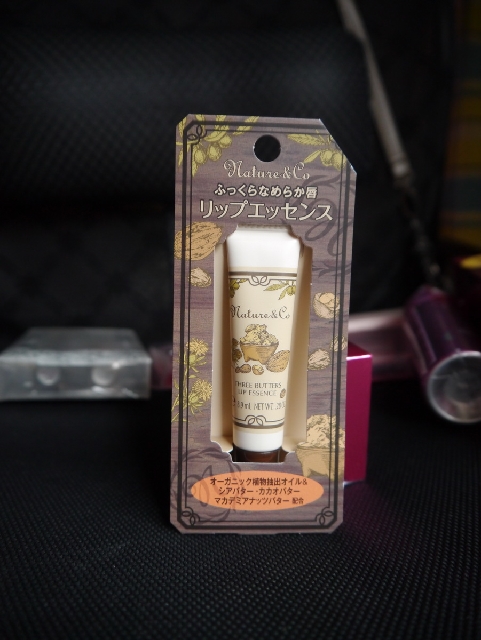 Nature & Co
ふっくらなめらか唇
リップエッセンス
Nature & Co
THREE BUTTERS
LIP ESSENCE
NET WT.
オーガニック植物抽出オイル&
シアバター・カカオバター
マカデミアナッツバター 配合